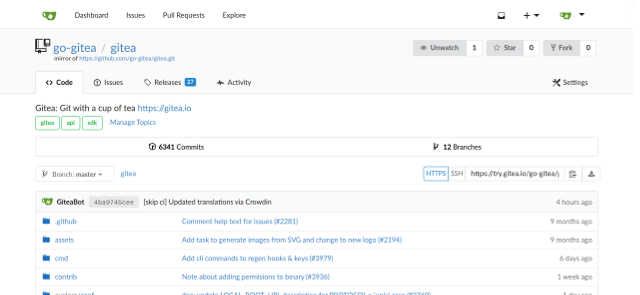 Dashboard Issues Pull Requests Explore
go-gitea / gitea
Unwatch 1 Star 0 Fork 0
mirror of https://github.com/go-gitea/gitea.git
Code Issues Releases 27 Activity Settings
Gitea: Git with a cup of tea https://gitea.io
gitea api sdk Manage Topics
6341 Commits 12 Branches
Branch: master gitea HTTPS SSH https://try.gitea.io/go-gitea/g
GiteaBot [skip ci] Updated translations via Crowdin 4 hours ago
.github Comment help text for issues (#2281) 9 months ago
assets Add task to generate images from SVG and change to new logo (#2194) 9 months ago
cmd Add cli commands to regen hooks & keys (#3979) 6 days ago
contrib Note about adding permissions to binary (#3936) 1 week ago